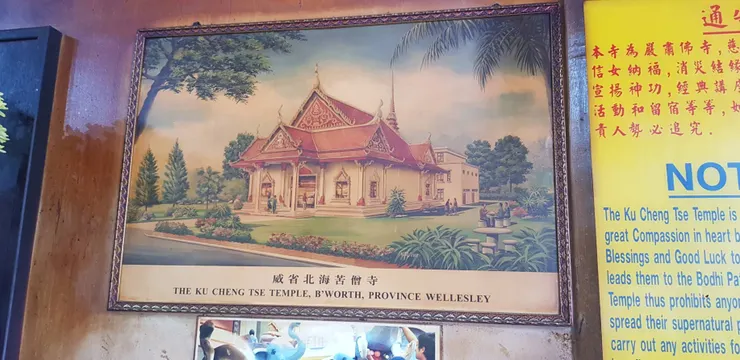 威省北海苦僧寺
THE KU CHENG TSE TEMPLE, B'WORTH, PROVINCE WELLESLEY
通
本寺為嚴肅佛寺,慈
信女納福,消災結緣
宣揚神功,經典講座
活動和留宿等等,如
責人勢必追究.
NOT
The Ku Cheng Tse Temple is
great Compassion in heart b
Blessings and Good Luck to
leads them to the Bodhi Pa
Temple thus prohibits anyo
spread their supernatural p
carry out any activities fo